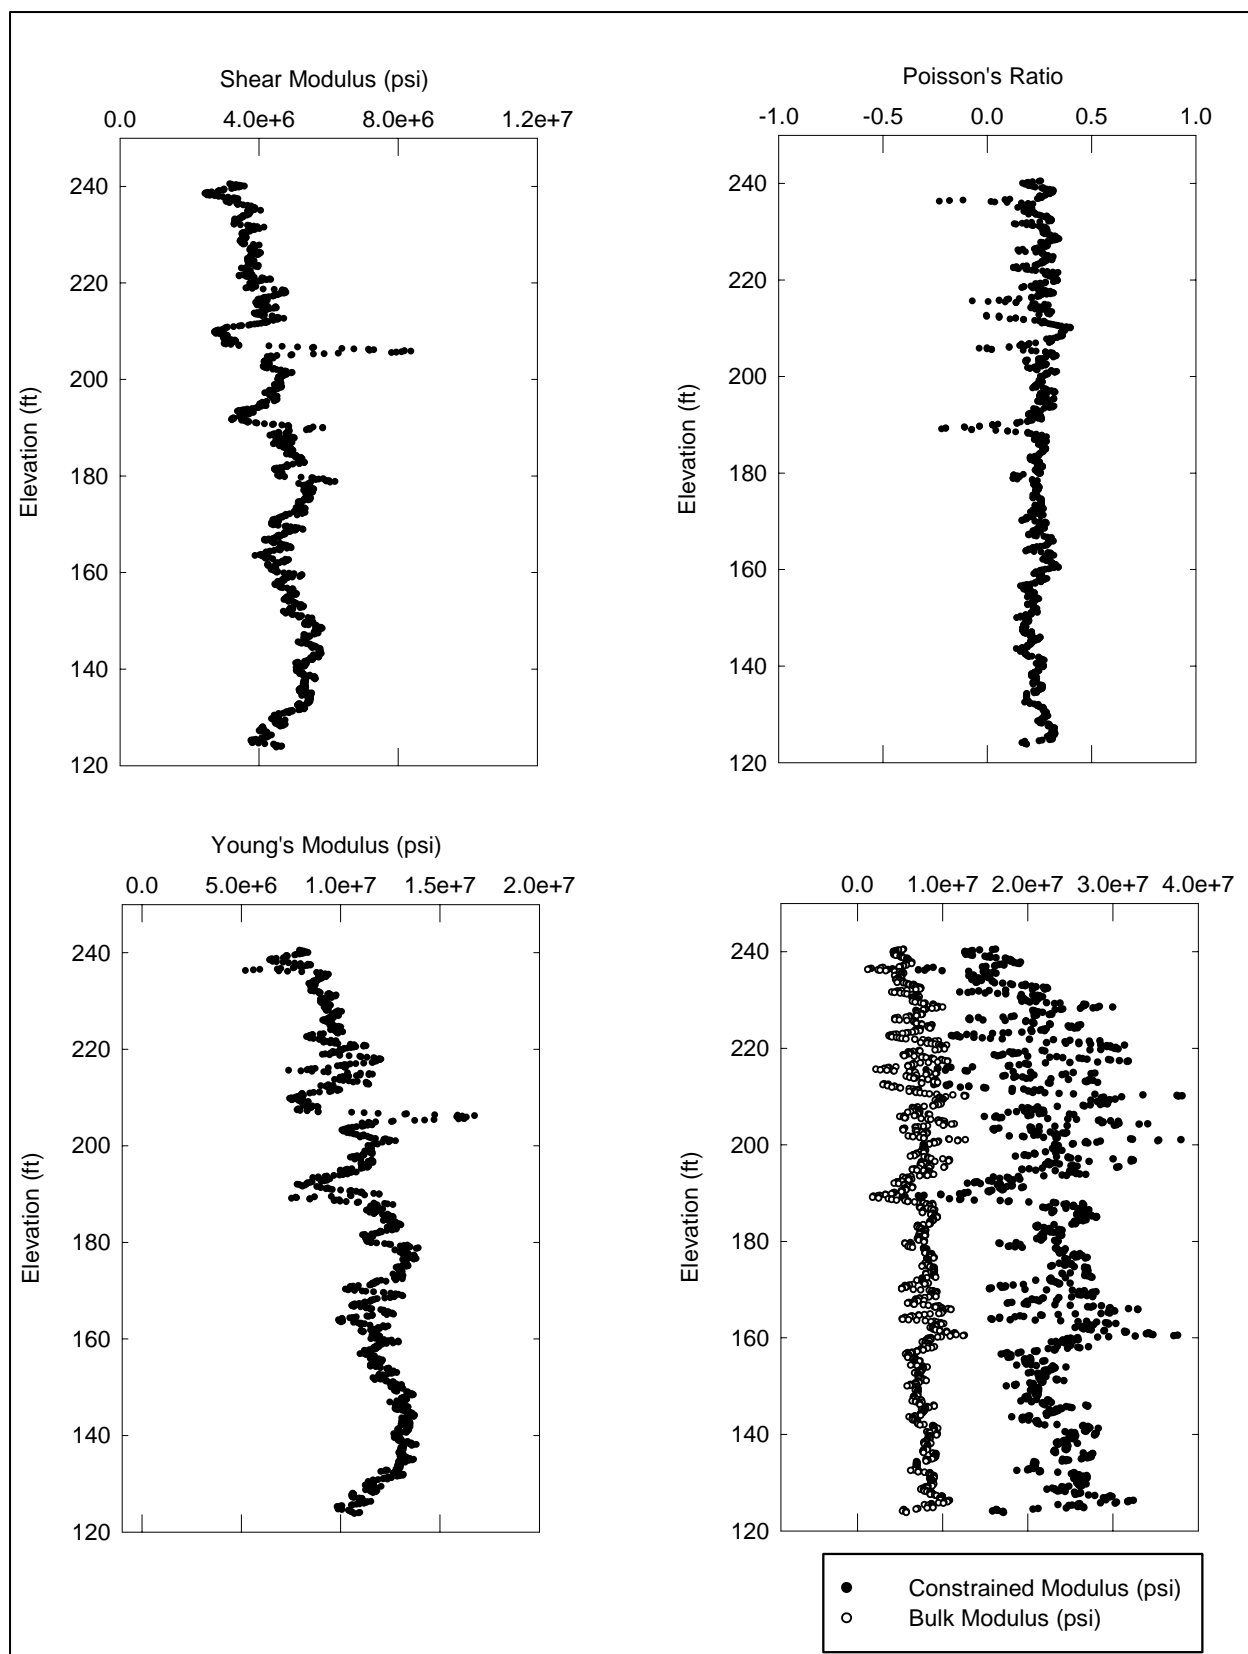 Shear Modulus (psi)
0.0 4.0e+6 8.0e+6 1.2e+7
240
220
200
180
160
140
120
Elevation (ft)
Poisson's Ratio
-1.0 -0.5 0.0 0.5 1.0
240
220
200
180
160
140
120
Elevation (ft)
Young's Modulus (psi)
0.0 5.0e+6 1.0e+7 1.5e+7 2.0e+7
240
220
200
180
160
140
120
Elevation (ft)
0.0 1.0e+7 2.0e+7 3.0e+7 4.0e+7
240
220
200
180
160
140
120
Elevation (ft)
Constrained Modulus (psi)
Bulk Modulus (psi)